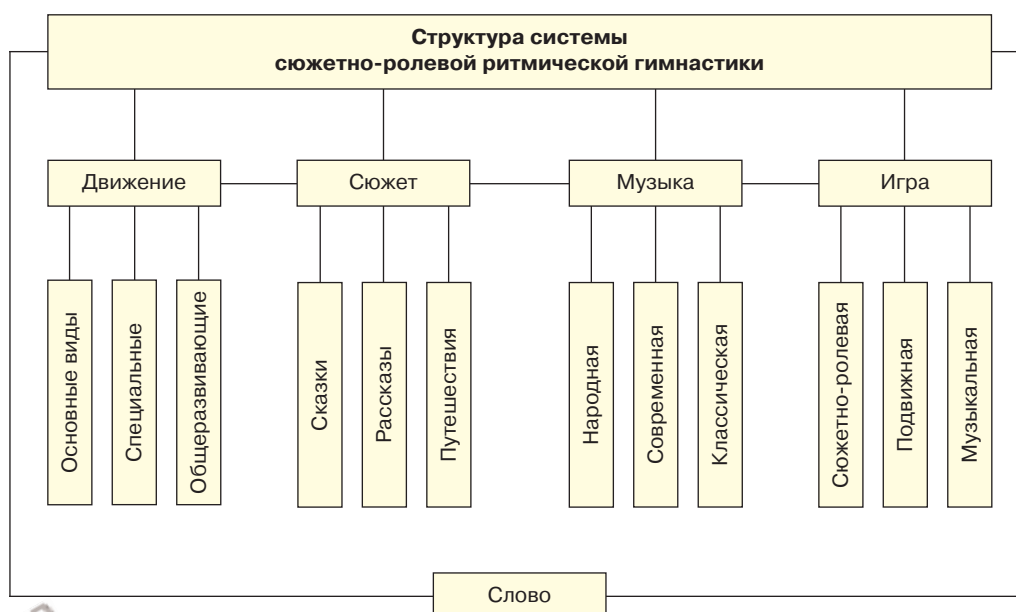 Структура системы
сюжетно-ролевой ритмической гимнастики
Движение
Сюжет
Музыка
Игра
Основные виды
Специальные
Общеразвивающие
Сказки
Рассказы
Путешествия
Народная
Современная
Классическая
Сюжетно-ролевая
Подвижная
Музыкальная
Слово